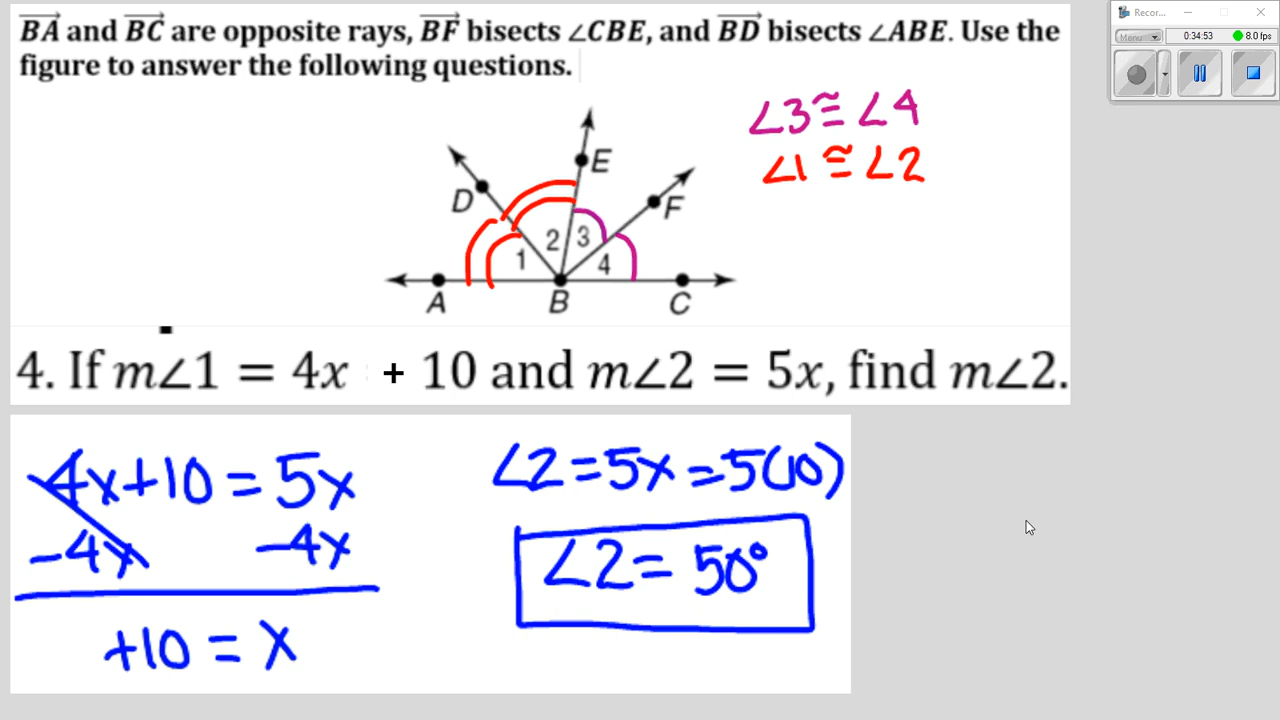 BA and BC are opposite rays, BF bisects ∠CBE, and BD bisects ∠ABE. Use the
figure to answer the following questions.
Recor...
Menu
0:34:53
8.0 fps
∠3 ≅ ∠4
∠1 ≅ ∠2
E
D
F
2
3
1
4
A
B
C
4. If m∠1 = 4x + 10 and m∠2 = 5x, find m∠2.
4x+10 = 5x
-4x -4x
+10 = x
∠2 = 5x = 5(10)
∠2 = 50°